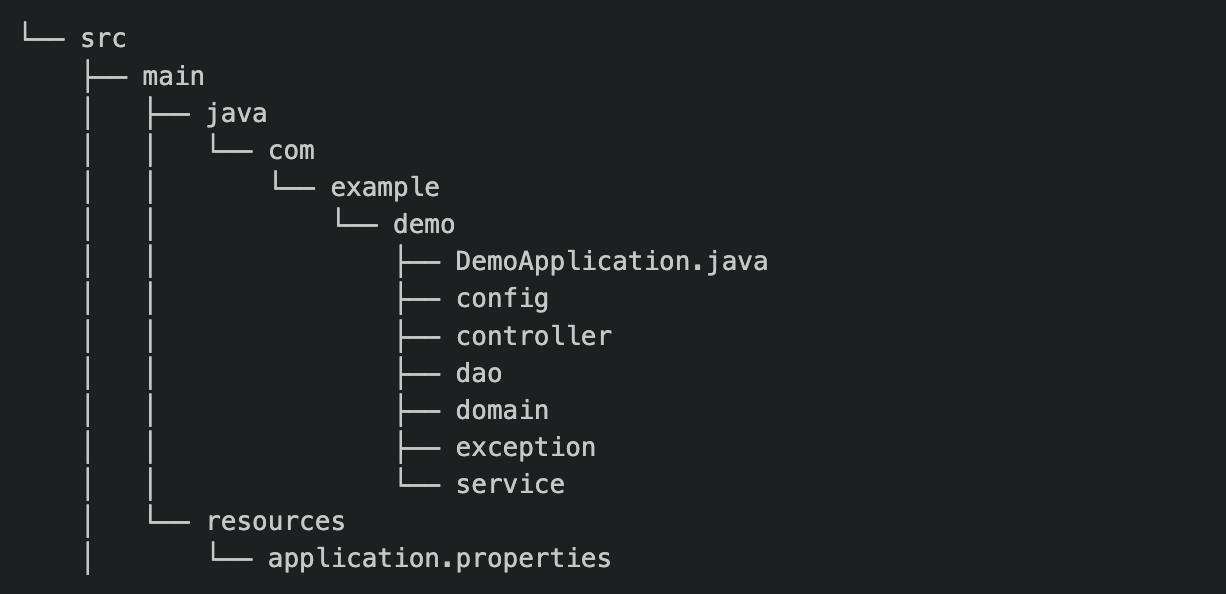 └── src
    ├── main
    │   ├── java
    │   │   └── com
    │   │       └── example
    │   │           └── demo
    │   │               ├── DemoApplication.java
    │   │               ├── config
    │   │               ├── controller
    │   │               ├── dao
    │   │               ├── domain
    │   │               ├── exception
    │   │               └── service
    │   └── resources
    │       └── application.properties